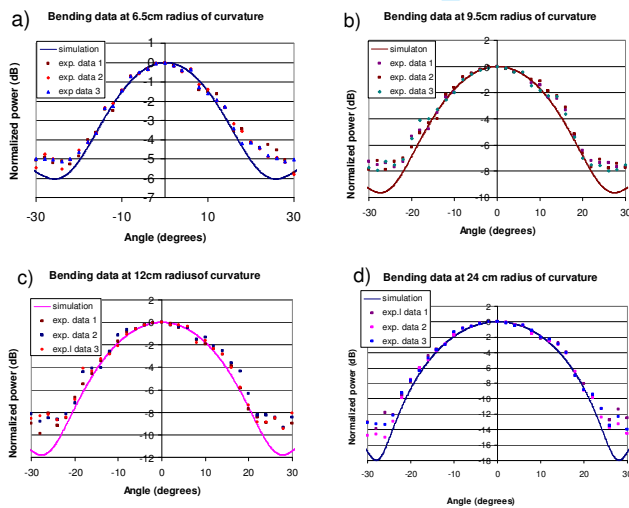 a)
Bending data at 6.5cm radius of curvature
simulation
exp. data 1
exp. data 2
exp data 3
Normalized power (dB)
1
0
-1
-2
-3
-4
-5
-6
-7
-30 -10 10 30
Angle (degrees)
b)
Bending data at 9.5cm radius of curvature
simulaton
exp. data 1
exp. data 2
exp. data 3
Normalized power (dB)
2
0
-2
-4
-6
-8
-10
-30 -20 -10 0 10 20 30
Angle (degrees)
c)
Bending data at 12cm radiusof curvature
simulation
exp. data 1
exp. data 2
exp.l data 3
Normalized power (dB)
2
0
-2
-4
-6
-8
-10
-12
-30 -20 -10 0 10 20 30
Angle (degrees)
d)
Bending data at 24 cm radius of curvature
simulation
exp.l data 1
exp. data 2
exp. data 3
Normalized power (dB)
2
0
-2
-4
-6
-8
-10
-12
-14
-16
-18
-30 -20 -10 0 10 20 30
Angle (degrees)